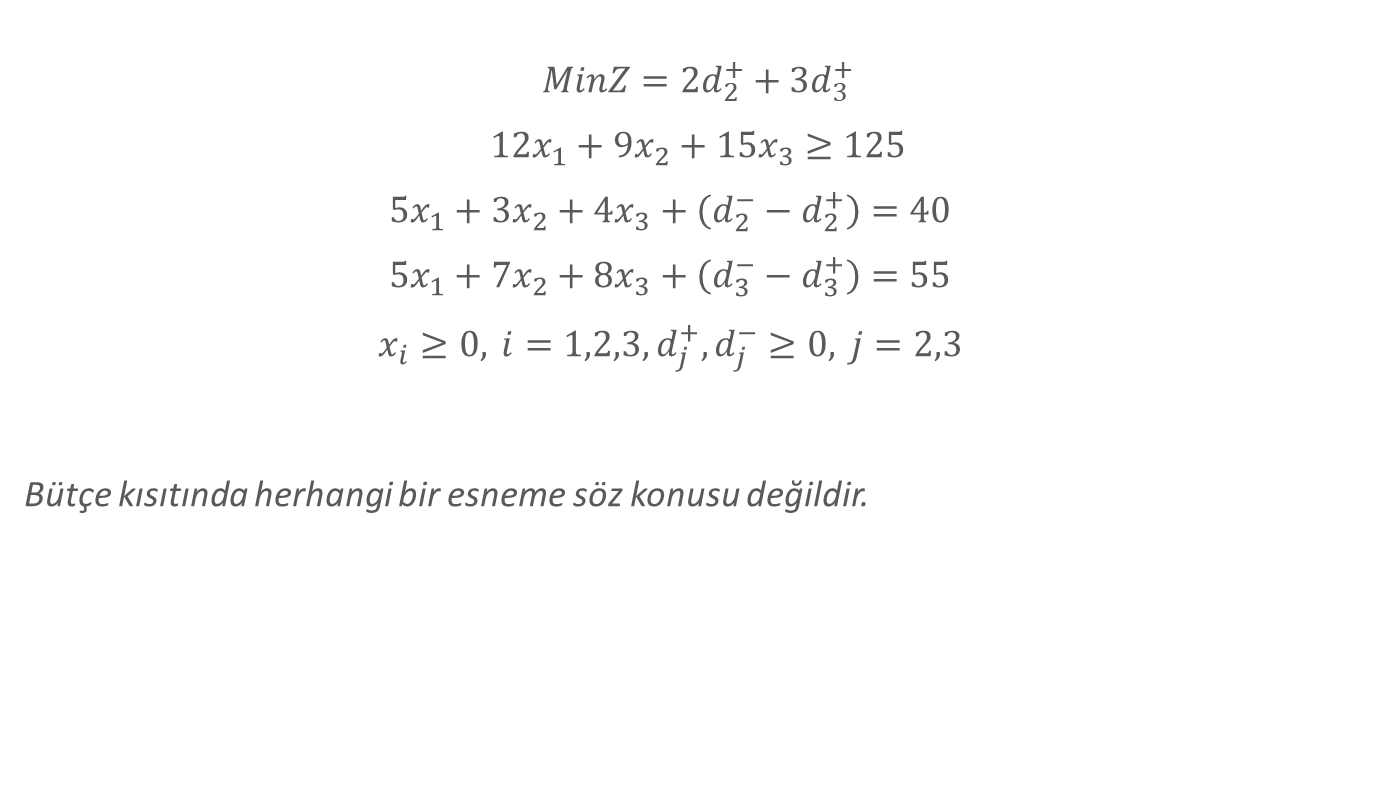 𝑀𝑖𝑛𝑍 = 2𝑑₂⁺ + 3𝑑₃⁺
12𝑥₁ + 9𝑥₂ + 15𝑥₃ ≥ 125
5𝑥₁ + 3𝑥₂ + 4𝑥₃ + (𝑑₂⁻ − 𝑑₂⁺) = 40
5𝑥₁ + 7𝑥₂ + 8𝑥₃ + (𝑑₃⁻ − 𝑑₃⁺) = 55
𝑥ᵢ ≥ 0, 𝑖 = 1,2,3, 𝑑ⱼ⁺, 𝑑ⱼ⁻ ≥ 0, 𝑗 = 2,3
Bütçe kısıtında herhangi bir esneme söz konusu değildir.